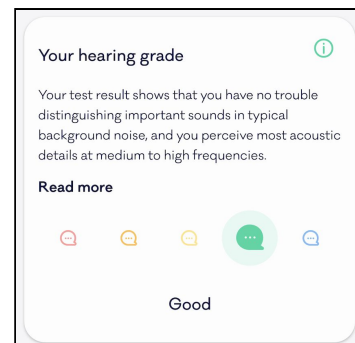 Your hearing grade
Your test result shows that you have no trouble
distinguishing important sounds in typical
background noise, and you perceive most acoustic
details at medium to high frequencies.
Read more
Good